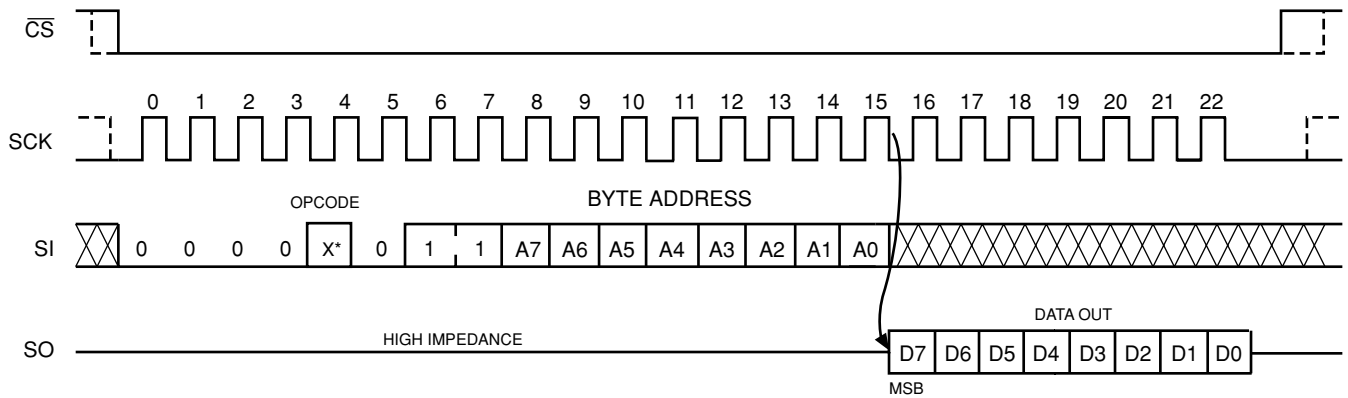 CS
0 1 2 3 4 5 6 7 8 9 10 11 12 13 14 15 16 17 18 19 20 21 22
SCK
OPCODE
BYTE ADDRESS
SI 0 0 0 0 X* 0 1 1 A7 A6 A5 A4 A3 A2 A1 A0
DATA OUT
HIGH IMPEDANCE
SO D7 D6 D5 D4 D3 D2 D1 D0
MSB